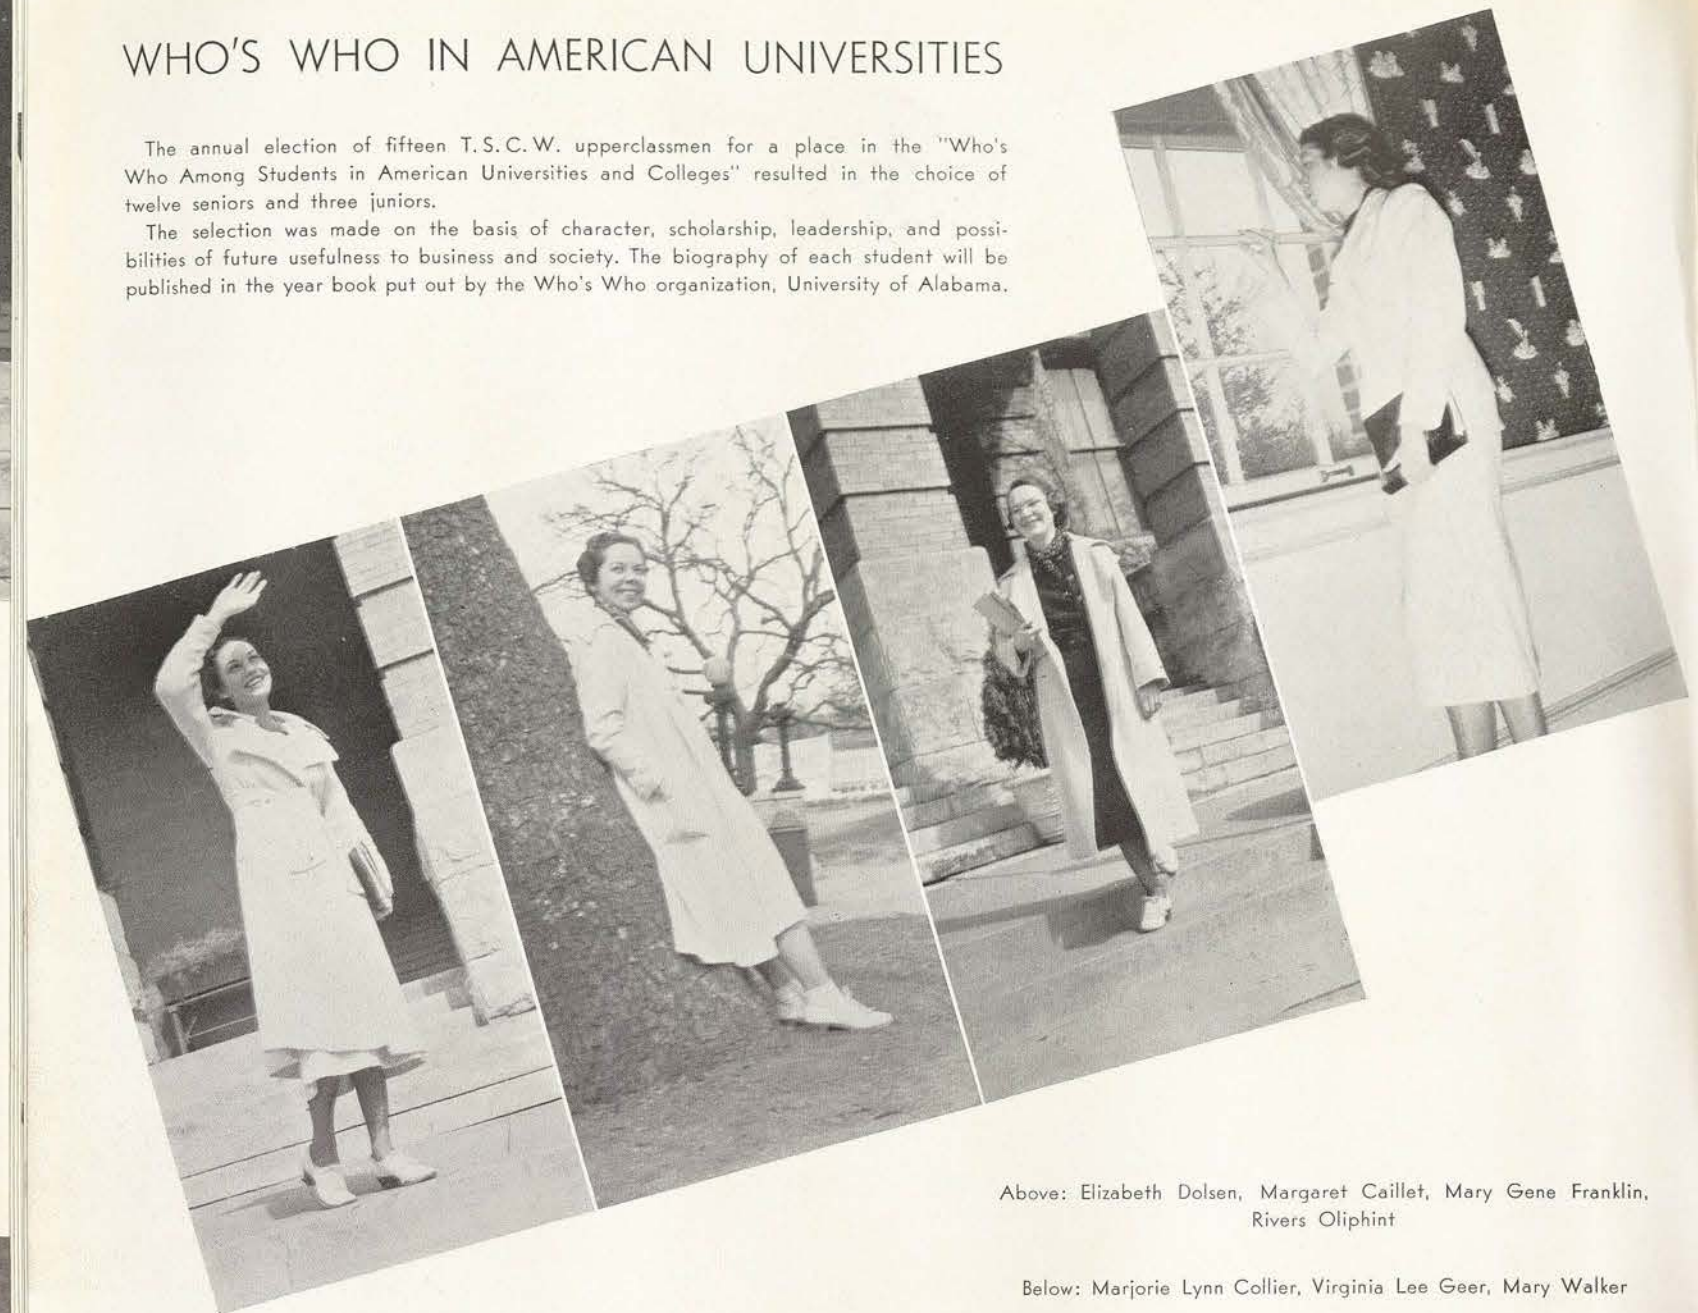 WHO'S WHO IN AMERICAN UNIVERSITIES
The annual election of fifteen T. S. C. W. upperclassmen for a place in the "Who's
Who Among Students in American Universities and Colleges" resulted in the choice of
twelve seniors and three juniors.
The selection was made on the basis of character, scholarship, leadership, and possi-
bilities of future usefulness to business and society. The biography of each student will be
published in the year book put out by the Who's Who organization, University of Alabama.
Above: Elizabeth Dolsen, Margaret Caillet, Mary Gene Franklin,
Rivers Oliphint
Below: Marjorie Lynn Collier, Virginia Lee Geer, Mary Walker